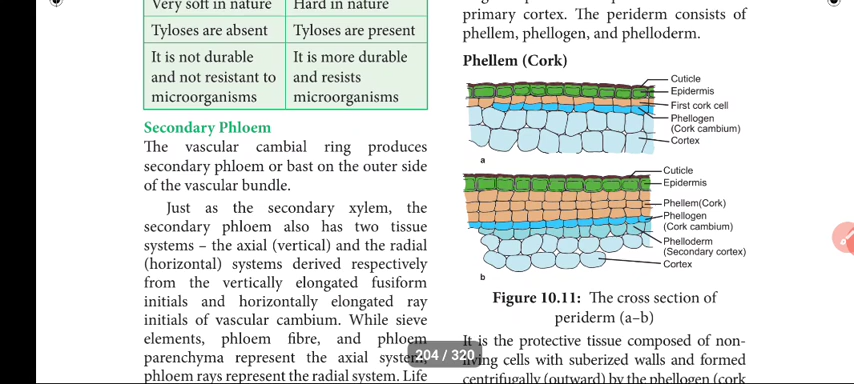 Very soft in nature
Hard in nature
Tyloses are absent
Tyloses are present
It is not durable
and not resistant to
microorganisms
It is more durable
and resists
microorganisms
Secondary Phloem
The vascular cambial ring produces
secondary phloem or bast on the outer side
of the vascular bundle.
Just as the secondary xylem, the
secondary phloem also has two tissue
systems – the axial (vertical) and the radial
(horizontal) systems derived respectively
from the vertically elongated fusiform
initials and horizontally elongated ray
initials of vascular cambium. While sieve
elements, phloem fibre, and phloem
parenchyma represent the axial system,
phloem rays represent the radial system. Life
primary cortex. The periderm consists of
phellem, phellogen, and phelloderm.
Phellem (Cork)
Cuticle
Epidermis
First cork cell
Phellogen
(Cork cambium)
Cortex
a
Cuticle
Epidermis
Phellem(Cork)
Phellogen
(Cork cambium)
Phelloderm
(Secondary cortex)
Cortex
b
Figure 10.11: The cross section of
periderm (a–b)
It is the protective tissue composed of non-
living cells with suberized walls and formed
centrifugally (outward) by the phellogen (cork
204 / 320